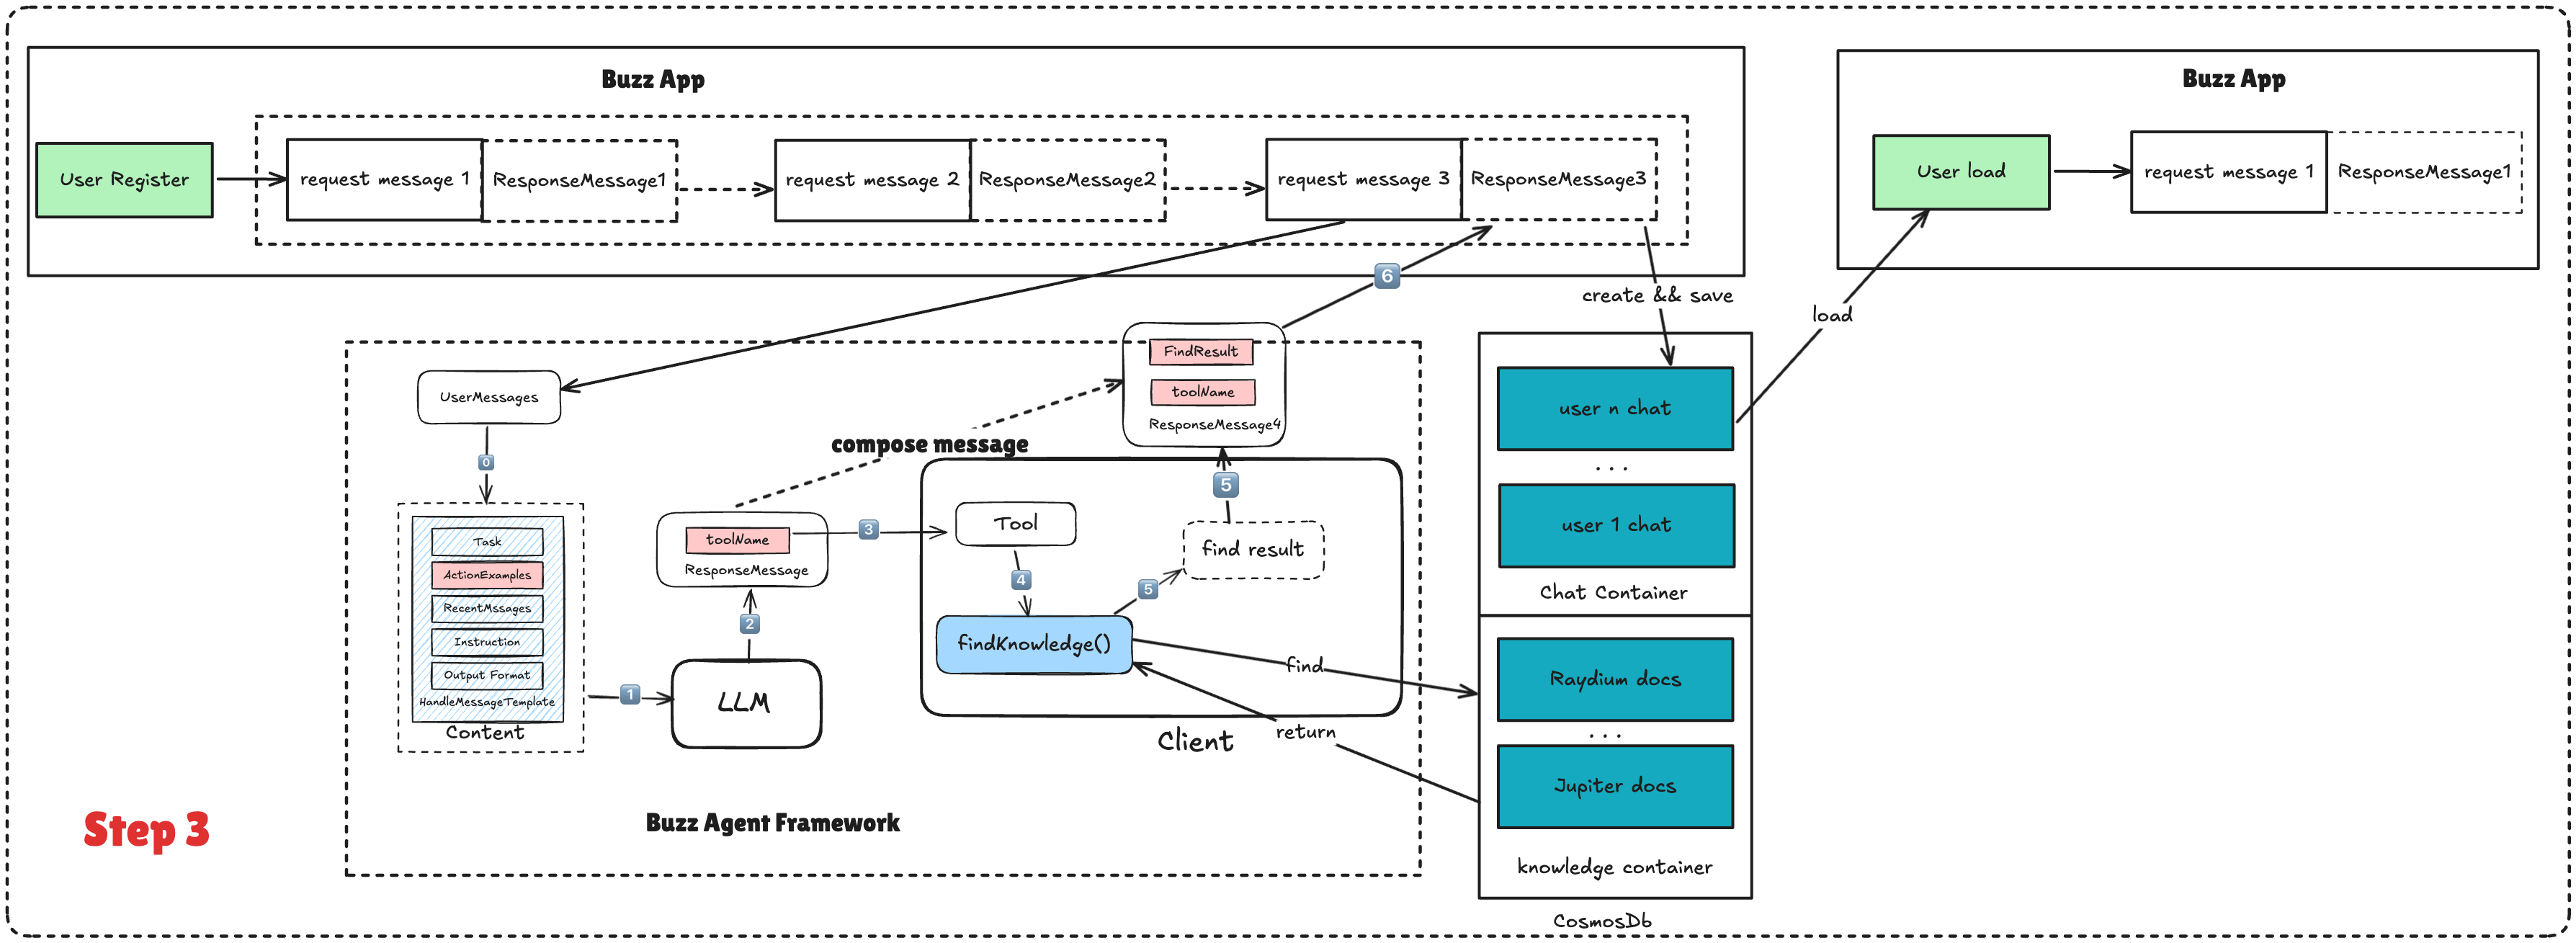 Buzz App
User Register
request message 1
ResponseMessage1
request message 2
ResponseMessage2
request message 3
ResponseMessage3
Buzz App
User load
request message 1
ResponseMessage1
6
create && save
load
UserMessages
0
FindResult
toolName
ResponseMessage4
compose message
Task
ActionExamples
RecentMssages
Instruction
Output Format
HandleMessageTemplate
Content
1
LLM
2
toolName
ResponseMessage
3
Tool
4
findKnowledge()
5
find result
5
Client
find
return
user n chat
...
user 1 chat
Chat Container
Raydium docs
...
Jupiter docs
knowledge container
CosmosDb
Buzz Agent Framework
Step 3